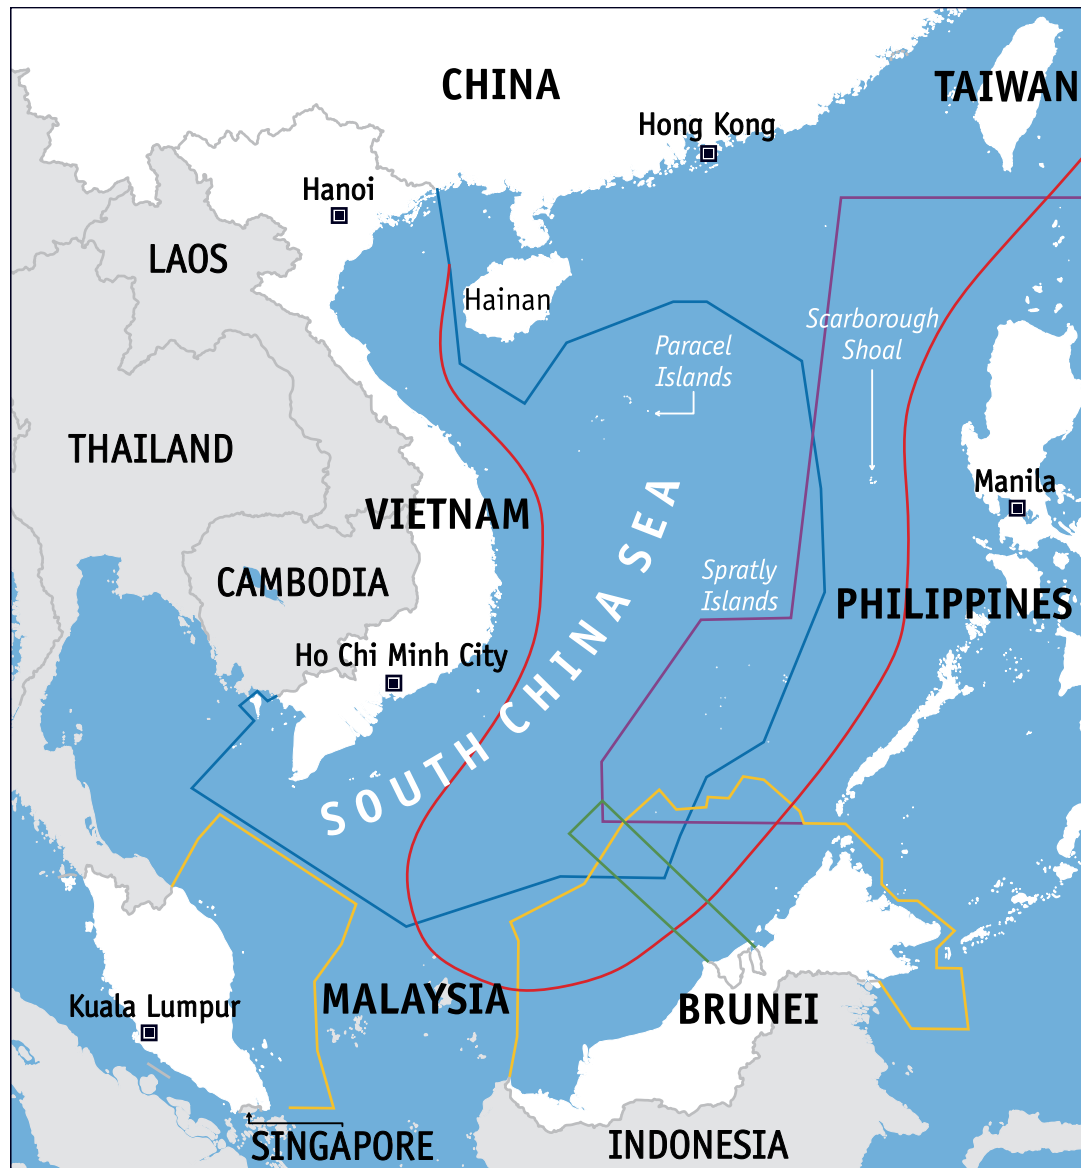 CHINA
TAIWAN
Hong Kong
Hanoi
LAOS
Hainan
Scarborough
Shoal
Paracel
Islands
THAILAND
Manila
VIETNAM
CAMBODIA
Spratly
Islands
PHILIPPINES
Ho Chi Minh City
SOUTH CHINA SEA
MALAYSIA
Kuala Lumpur
BRUNEI
SINGAPORE
INDONESIA